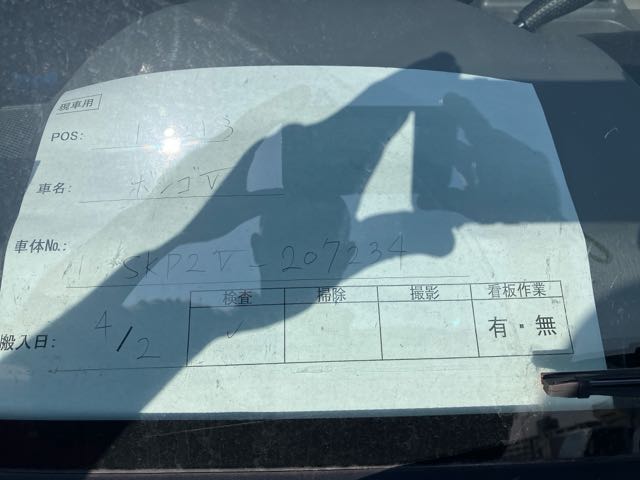 現車用
POS:
車名 ボンゴV
車体No.: SKP2V-207234
検査 掃除 撮影 看板作業
搬入日: 4/2 ✓ 有・無